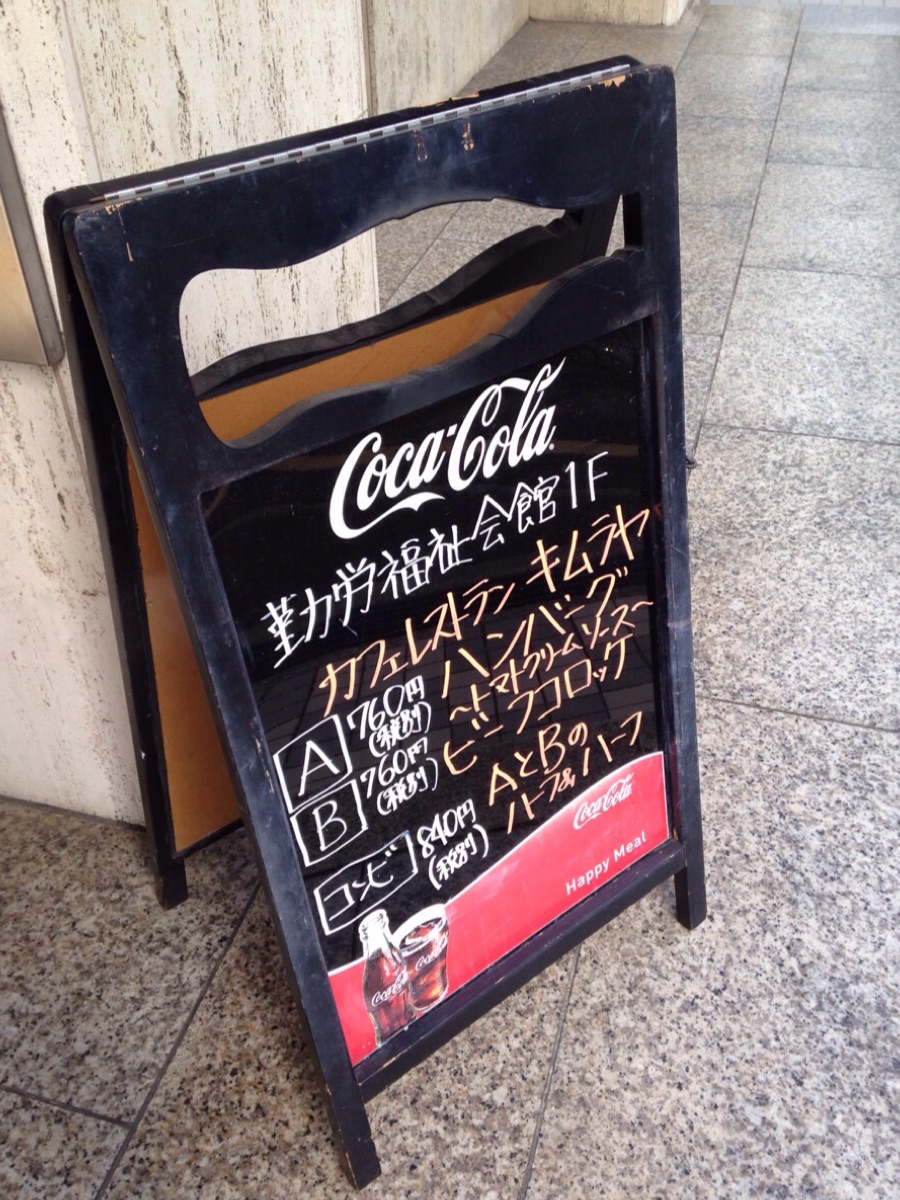 Coca-Cola
勤労福祉会館1F
カフェレストラン キムラヤ
A 760円 ハンバーグ
(税別) ~トマトクリームソース~
B 760円 ビーフコロッケ
(税別)
コンビ 840円 AとBの
(税別) ハーフ&ハーフ
Coca-Cola
Happy Meal
Coca-Cola
Coca-Cola